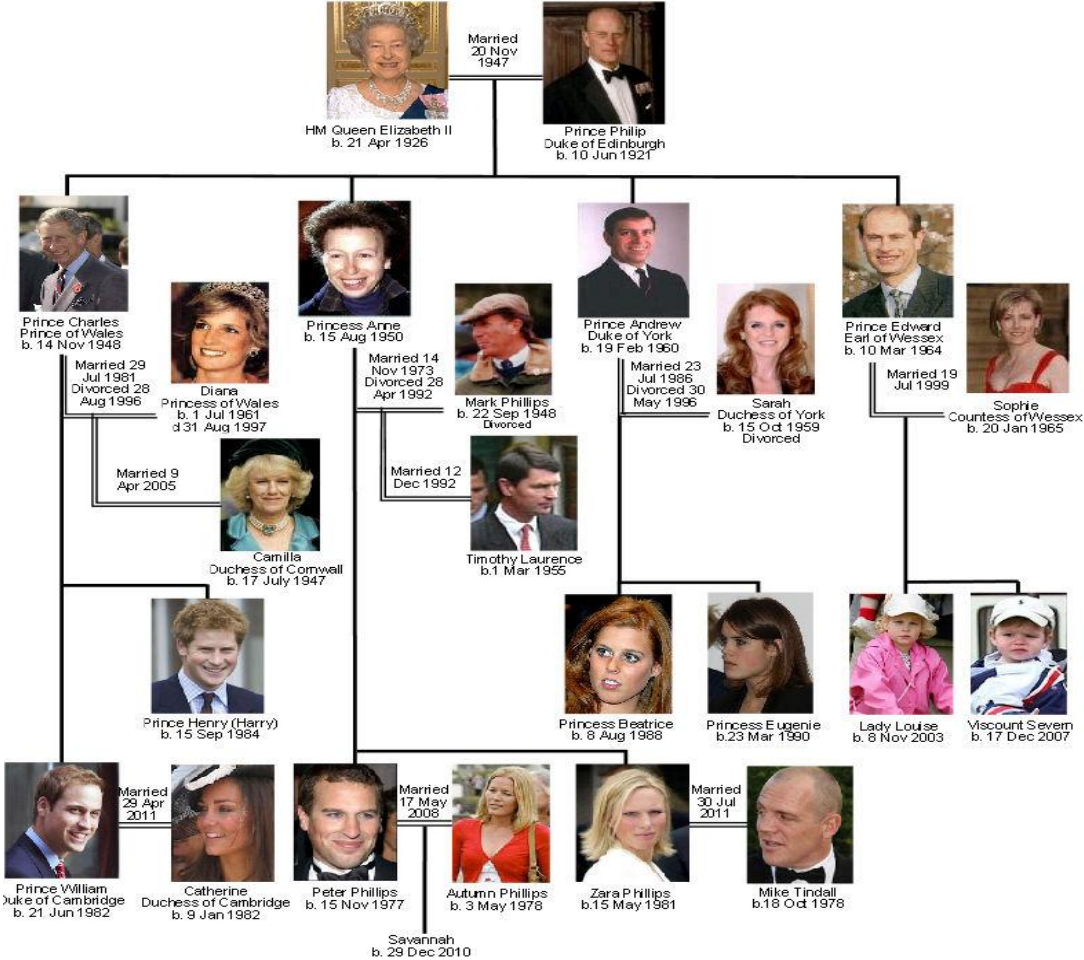 Married
20 Nov
1947
HM Queen Elizabeth II
b. 21 Apr 1926
Prince Philip
Duke of Edinburgh
b. 10 Jun 1921
Prince Charles
Prince of Wales
b. 14 Nov 1948
Married 29
Jul 1981
Divorced 28
Aug 1996
Diana
Princess of Wales
b. 1 Jul 1961
d31 Aug 1997
Married 9
Apr 2005
Camilla
Duchess of Cornwall
b. 17 July 1947
Princess Anne
b. 15 Aug 1950
Married 14
Nov 1973
Divorced 28
Apr 1992
Mark Phillips
b. 22 Sep 1948
Divorced
Married 12
Dec 1992
Timothy Laurence
b.1 Mar 1955
Prince Andrew
Duke of York
b. 19 Feb 1960
Married 23
Jul 1986
Divorced 30
May 1996
Sarah
Duchess of York
b. 15 Oct 1959
Divorced
Prince Edward
Earl of Wessex
b. 10 Mar 1964
Married 19
Jul 1999
Sophie
Countess of Wessex
b. 20 Jan 1965
Prince Henry (Harry)
b. 15 Sep 1984
Princess Beatrice
b. 8 Aug 1988
Princess Eugenie
b.23 Mar 1990
Lady Louise
b. 8 Nov 2003
Viscount Severn
b. 17 Dec 2007
Prince William
Duke of Cambridge
b. 21 Jun 1982
Married
29 Apr
2011
Catherine
Duchess of Cambridge
b. 9 Jan 1982
Peter Phillips
b. 15 Nov 1977
Married
17 May
2008
Autumn Phillips
b. 3 May 1978
Zara Phillips
b.15 May 1981
Married
30 Jul
2011
Mike Tindall
b.18 Oct 1978
Savannah
b. 29 Dec 2010